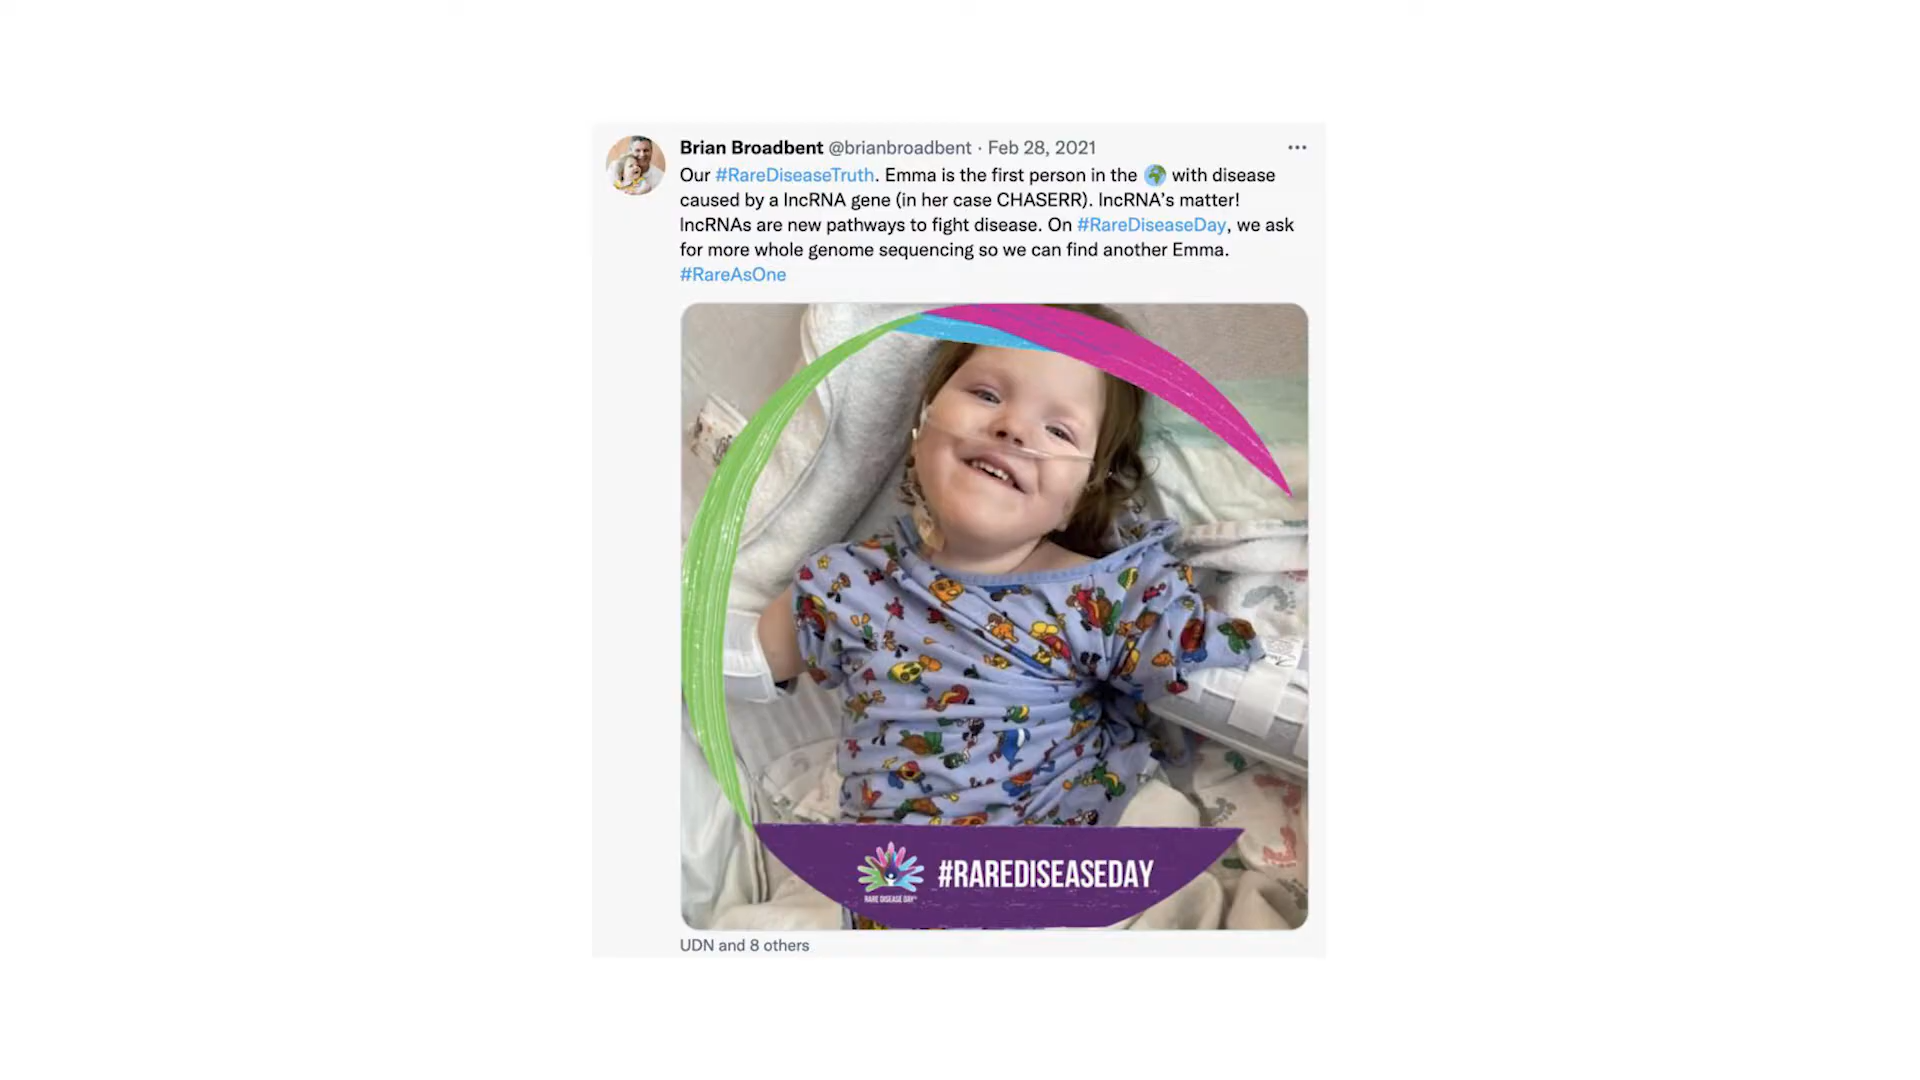 Brian Broadbent @brianbroadbent · Feb 28, 2021
Our #RareDiseaseTruth. Emma is the first person in the 🌍 with disease
caused by a lncRNA gene (in her case CHASERR). lncRNA's matter!
lncRNAs are new pathways to fight disease. On #RareDiseaseDay, we ask
for more whole genome sequencing so we can find another Emma.
#RareAsOne
#RAREDISEASEDAY
RARE DISEASE DAY
UDN and 8 others